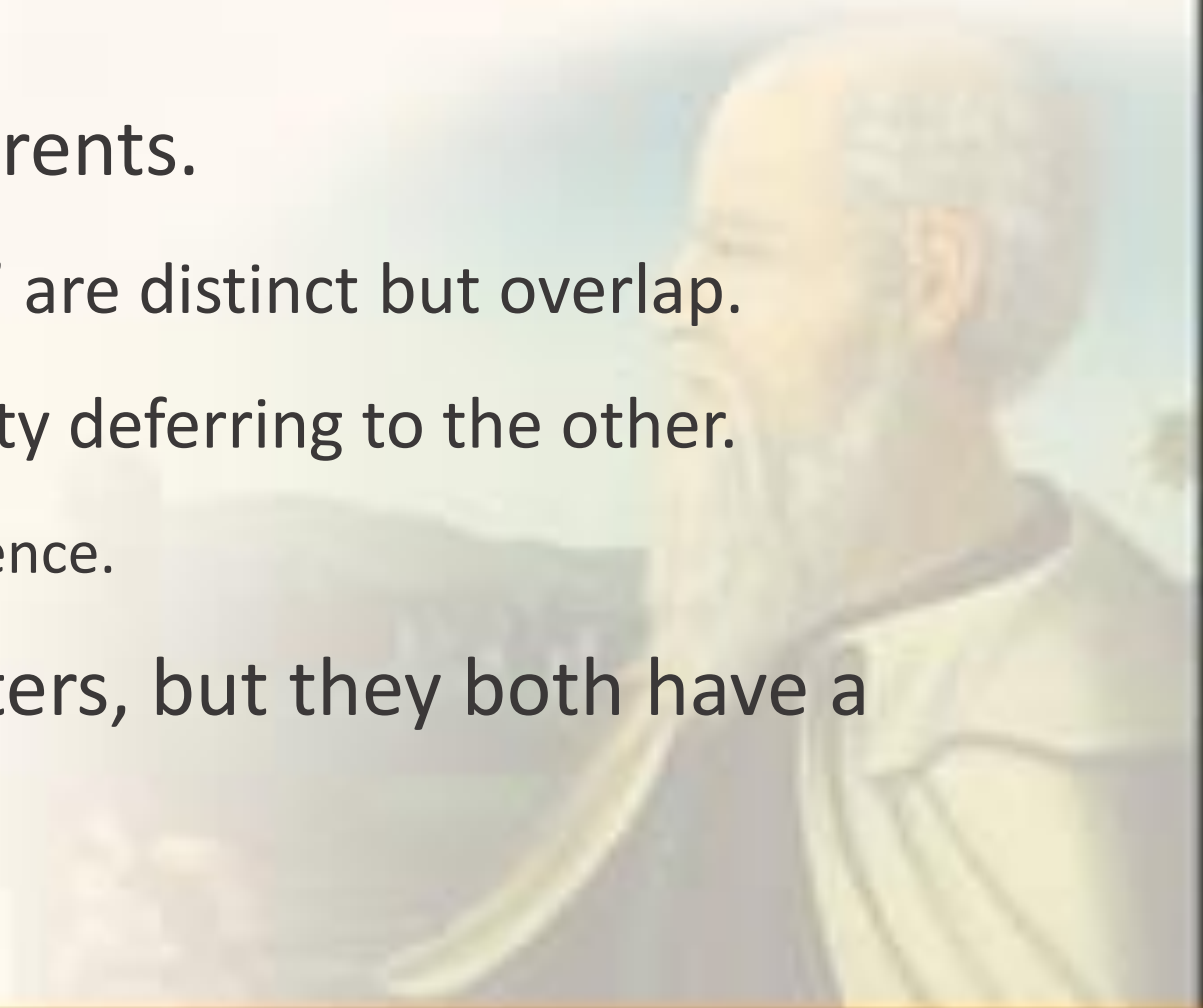 rents.
” are distinct but overlap.
ty deferring to the other.
ence.
ters, but they both have a